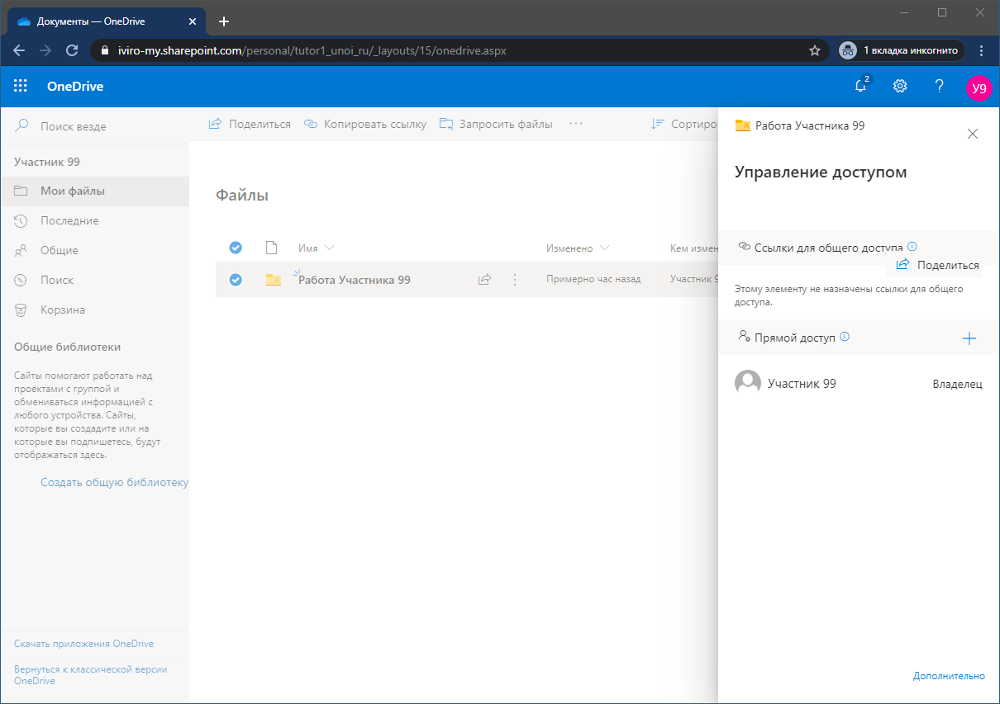 Документы — OneDrive
iviro-my.sharepoint.com/personal/tutor1_unoi_ru/_layouts/15/onedrive.aspx
1 вкладка инкогнито
OneDrive
2
У9
Поиск везде
Поделиться
Копировать ссылку
Запросить файлы
Сортиро
Участник 99
Мои файлы
Последние
Общие
Поиск
Корзина
Общие библиотеки
Сайты помогают работать над
проектами с группой и
обмениваться информацией с
любого устройства. Сайты,
которые вы создадите или на
которые вы подпишетесь, будут
отображаться здесь.
Создать общую библиотеку
Скачать приложения OneDrive
Вернуться к классической версии
OneDrive
Файлы
Имя
Изменено
Кем измен
Работа Участника 99
Примерно час назад
Участник 9
Работа Участника 99
Управление доступом
Ссылки для общего доступа
Поделиться
Этому элементу не назначены ссылки для общего
доступа.
Прямой доступ
Участник 99
Владелец
Дополнительно